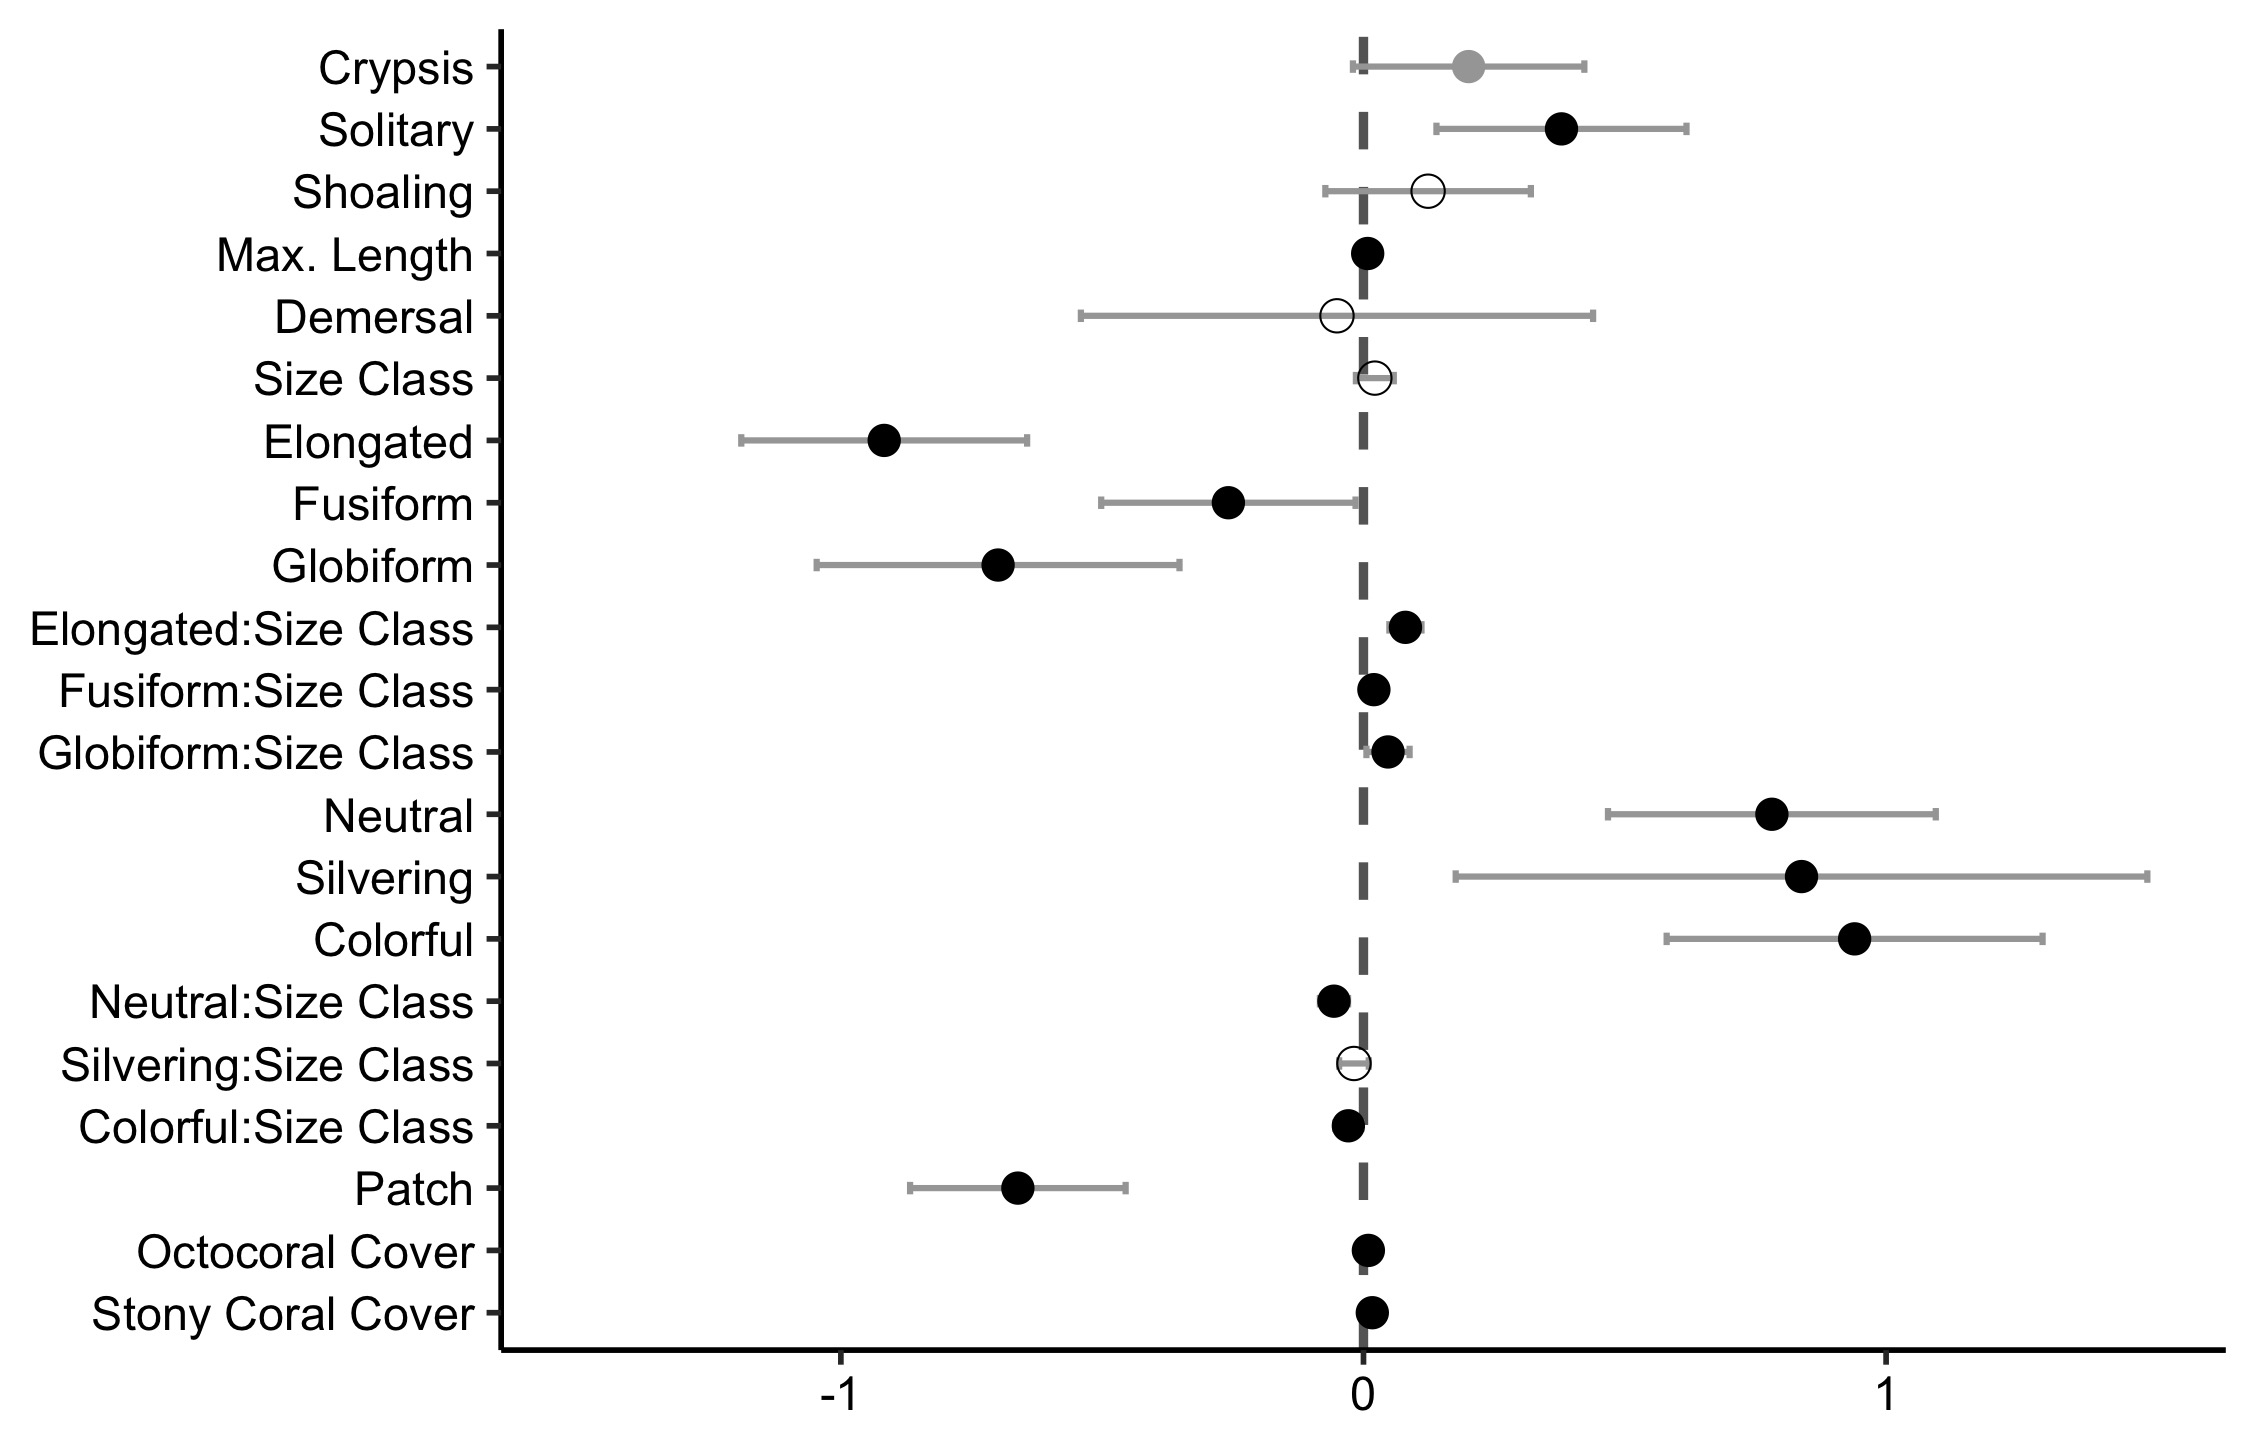 Crypsis
Solitary
Shoaling
Max. Length
Demersal
Size Class
Elongated
Fusiform
Globiform
Elongated:Size Class
Fusiform:Size Class
Globiform:Size Class
Neutral
Silvering
Colorful
Neutral:Size Class
Silvering:Size Class
Colorful:Size Class
Patch
Octocoral Cover
Stony Coral Cover
-1 0 1